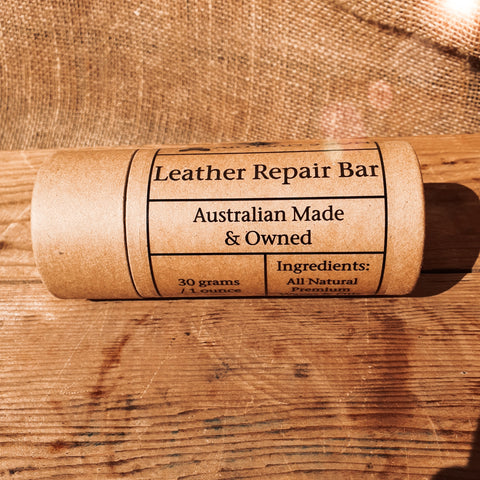 Leather Repair Bar
Australian Made
& Owned
30 grams
/ 1 ounce
Ingredients:
All Natural
Premium